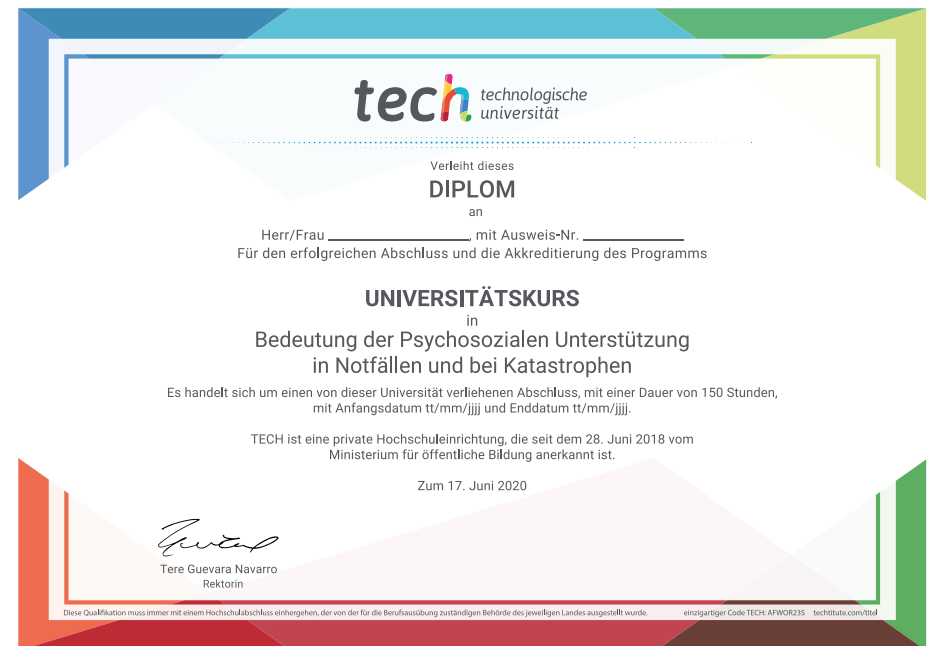 tech technologische
universität
Verleiht dieses
DIPLOM
an
Herr/Frau ____________________, mit Ausweis-Nr. ______________
Für den erfolgreichen Abschluss und die Akkreditierung des Programms
UNIVERSITÄTSKURS
in
Bedeutung der Psychosozialen Unterstützung
in Notfällen und bei Katastrophen
Es handelt sich um einen von dieser Universität verliehenen Abschluss, mit einer Dauer von 150 Stunden,
mit Anfangsdatum tt/mm/jjjj und Enddatum tt/mm/jjjj.
TECH ist eine private Hochschuleinrichtung, die seit dem 28. Juni 2018 vom
Ministerium für öffentliche Bildung anerkannt ist.
Zum 17. Juni 2020
Tere Guevara Navarro
Rektorin
Diese Qualifikation muss immer mit einem Hochschulabschluss einhergehen, der von der für die Berufsausübung zuständigen Behörde des jeweiligen Landes ausgestellt wurde. einzigartiger Code TECH: AFWOR23S techtitute.com/titel